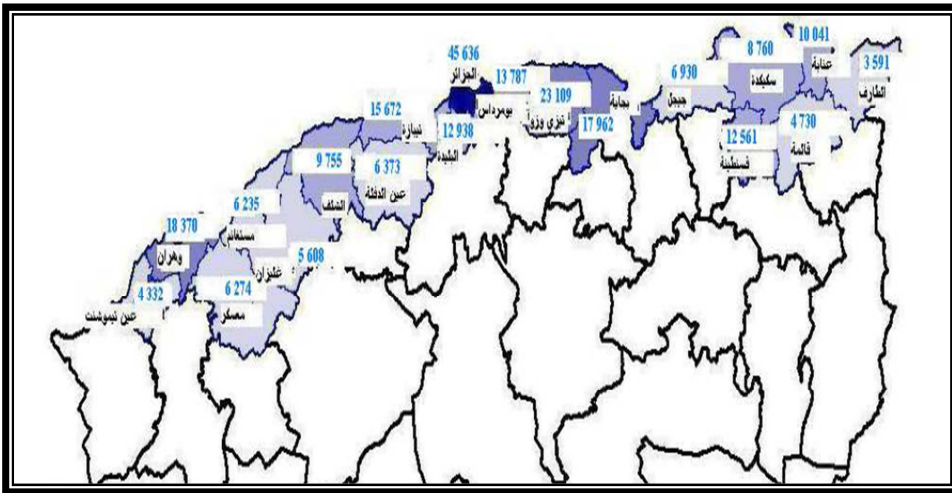 10 041
45 636
8 760
عنابة
3 591
الجزائر
13 787
6 930
سكيكدة
الطارف
23 109
جيجل
بجاية
15 672
بومرداس
تيزي وزو
12 938
17 962
4 730
تيبازة
12 561
9 755
البليدة
قالمة
6 373
قسنطينة
عين الدفلة
6 235
الشلف
18 370
مستغانم
وهران
5 608
غليزان
4 332
6 274
عين تيموشنت
معسكر